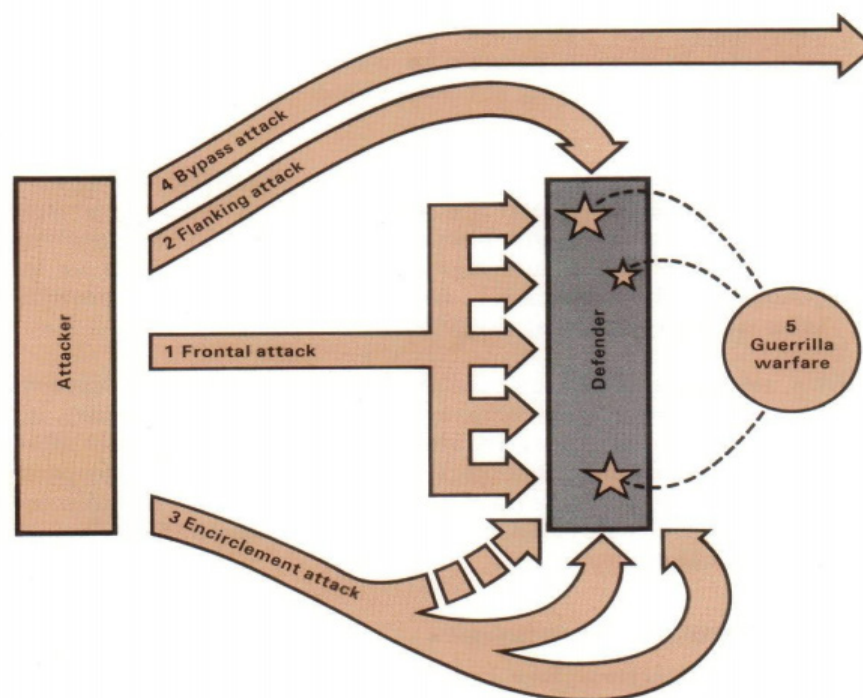 4 Bypass attack
2 Flanking attack
Attacker
1 Frontal attack
Defender
5
Guerrilla
warfare
3 Encirclement attack